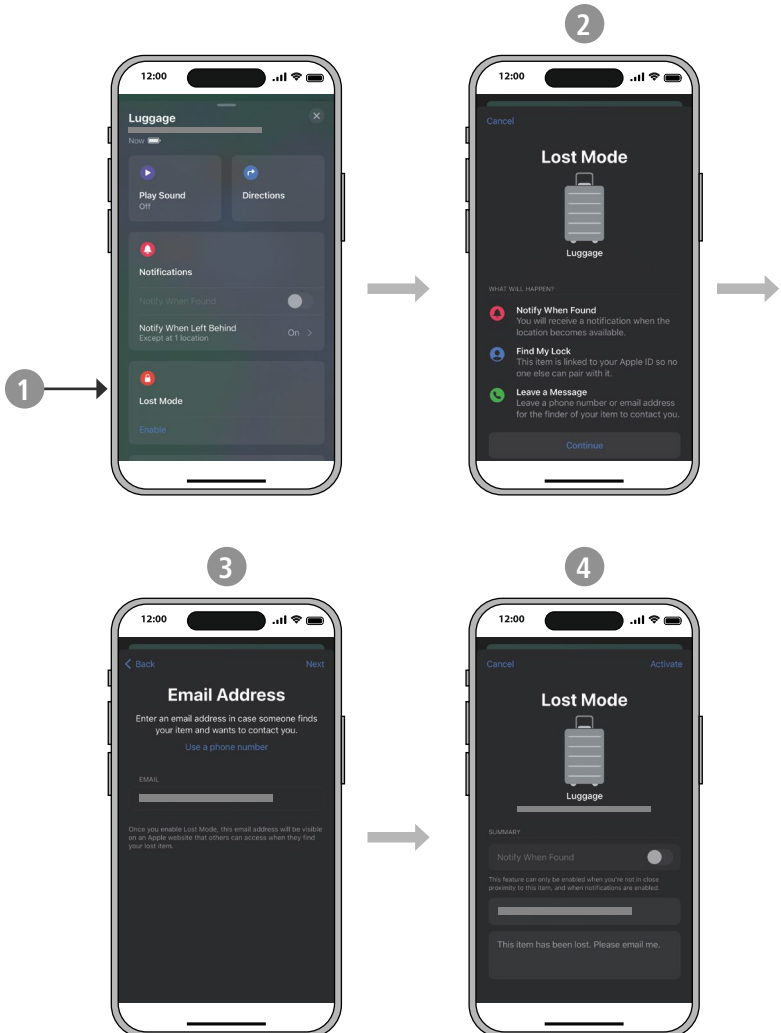 2
12:00
Luggage
Now
Play Sound
Off
Directions
Notifications
Notify When Found
Notify When Left Behind
Except at 1 location
On
1
Lost Mode
Enable
12:00
Cancel
Lost Mode
Luggage
WHAT WILL HAPPEN?
Notify When Found
You will receive a notification when the
location becomes available.
Find My Lock
This item is linked to your Apple ID so no
one else can pair with it.
Leave a Message
Leave a phone number or email address
for the finder of your item to contact you.
Continue
3
12:00
Back
Next
Email Address
Enter an email address in case someone finds
your item and wants to contact you.
Use a phone number
EMAIL
Once you enable Lost Mode, this email address will be visible
on an Apple website that others can access when they find
your lost item.
4
12:00
Cancel
Activate
Lost Mode
Luggage
SUMMARY
Notify When Found
This feature can only be enabled when you're not in close
proximity to this item, and when notifications are enabled.
This item has been lost. Please email me.